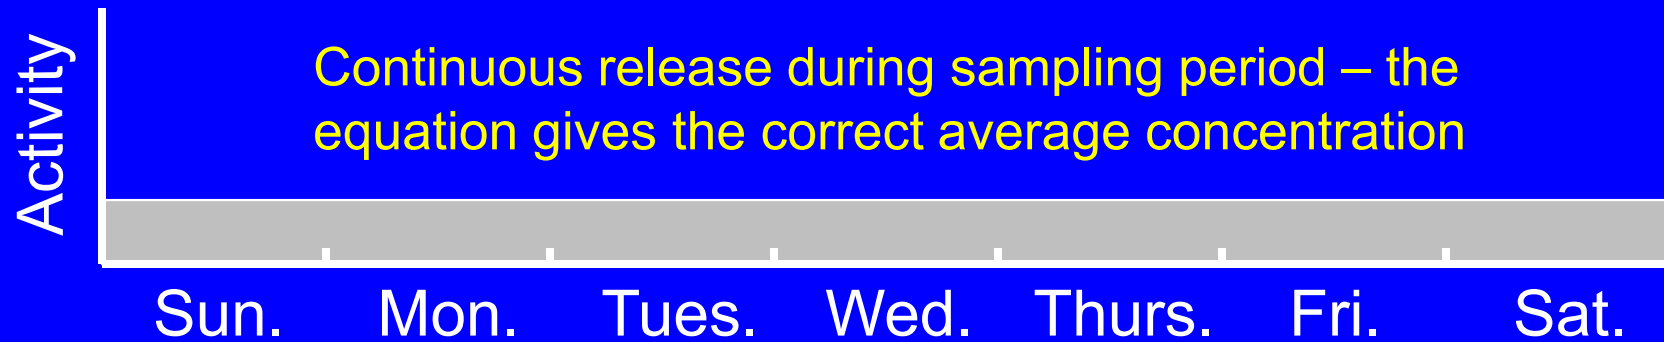 Activity
Continuous release during sampling period – the
equation gives the correct average concentration
Sun. Mon. Tues. Wed. Thurs. Fri. Sat.